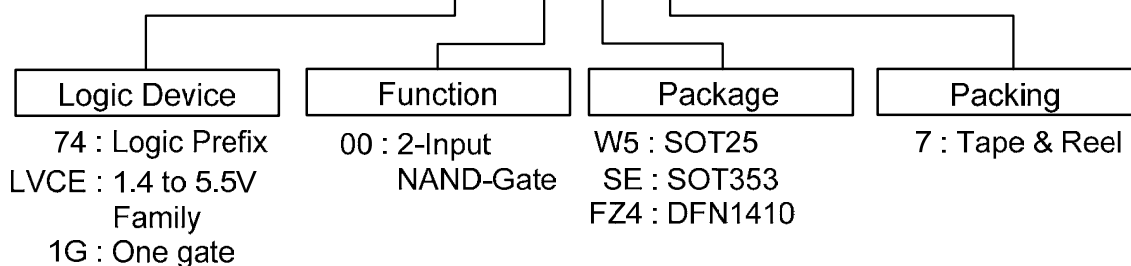 Logic Device
Function
Package
Packing
74 : Logic Prefix
LVCE : 1.4 to 5.5V
Family
1G : One gate
00 : 2-Input
NAND-Gate
W5 : SOT25
SE : SOT353
FZ4 : DFN1410
7 : Tape & Reel